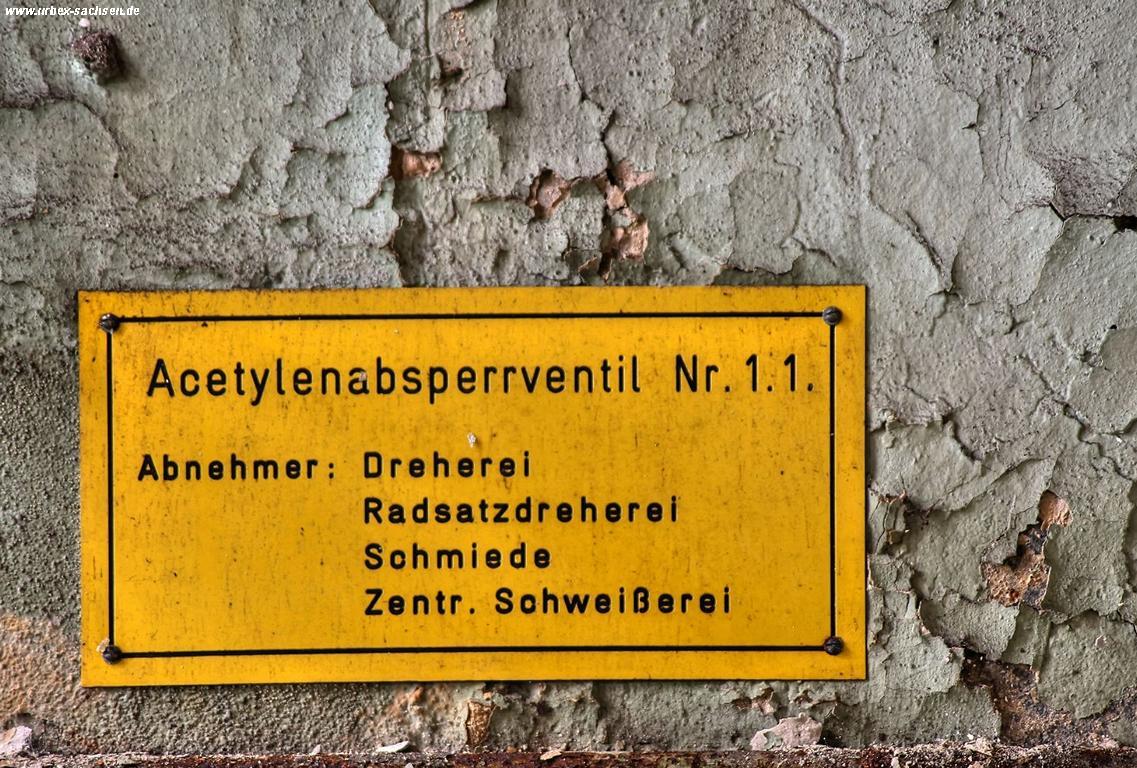 www.urbex-sachsen.de
Acetylenabsperrventil Nr. 1.1.
Abnehmer: Dreherei
Radsatzdreherei
Schmiede
Zentr. Schweißerei